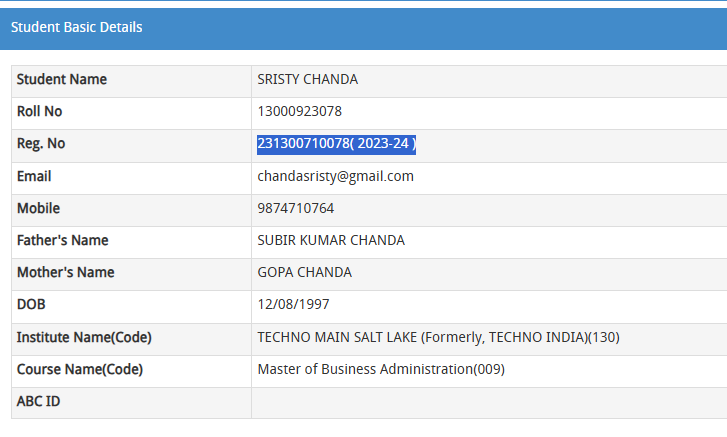 Student Basic Details
Student Name SRISTY CHANDA
Roll No 13000923078
Reg. No 231300710078( 2023-24 )
Email chandasristy@gmail.com
Mobile 9874710764
Father's Name SUBIR KUMAR CHANDA
Mother's Name GOPA CHANDA
DOB 12/08/1997
Institute Name(Code) TECHNO MAIN SALT LAKE (Formerly, TECHNO INDIA)(130)
Course Name(Code) Master of Business Administration(009)
ABC ID